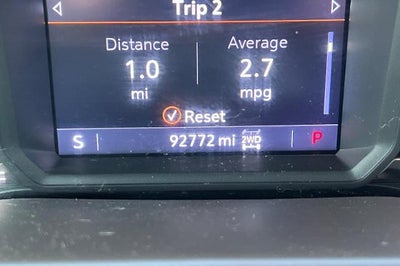 Trip 2
Distance Average
1.0 2.7
mi mpg
Reset
S 92772 mi 2WD P